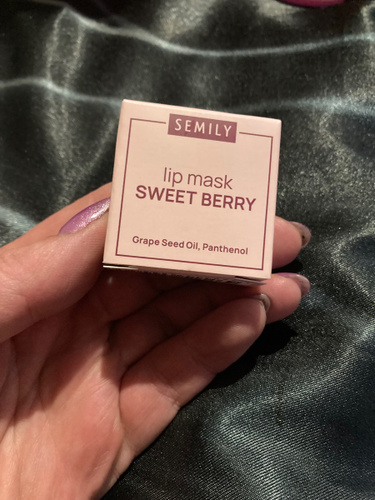 SEMILY
lip mask
SWEET BERRY
Grape Seed Oil, Panthenol